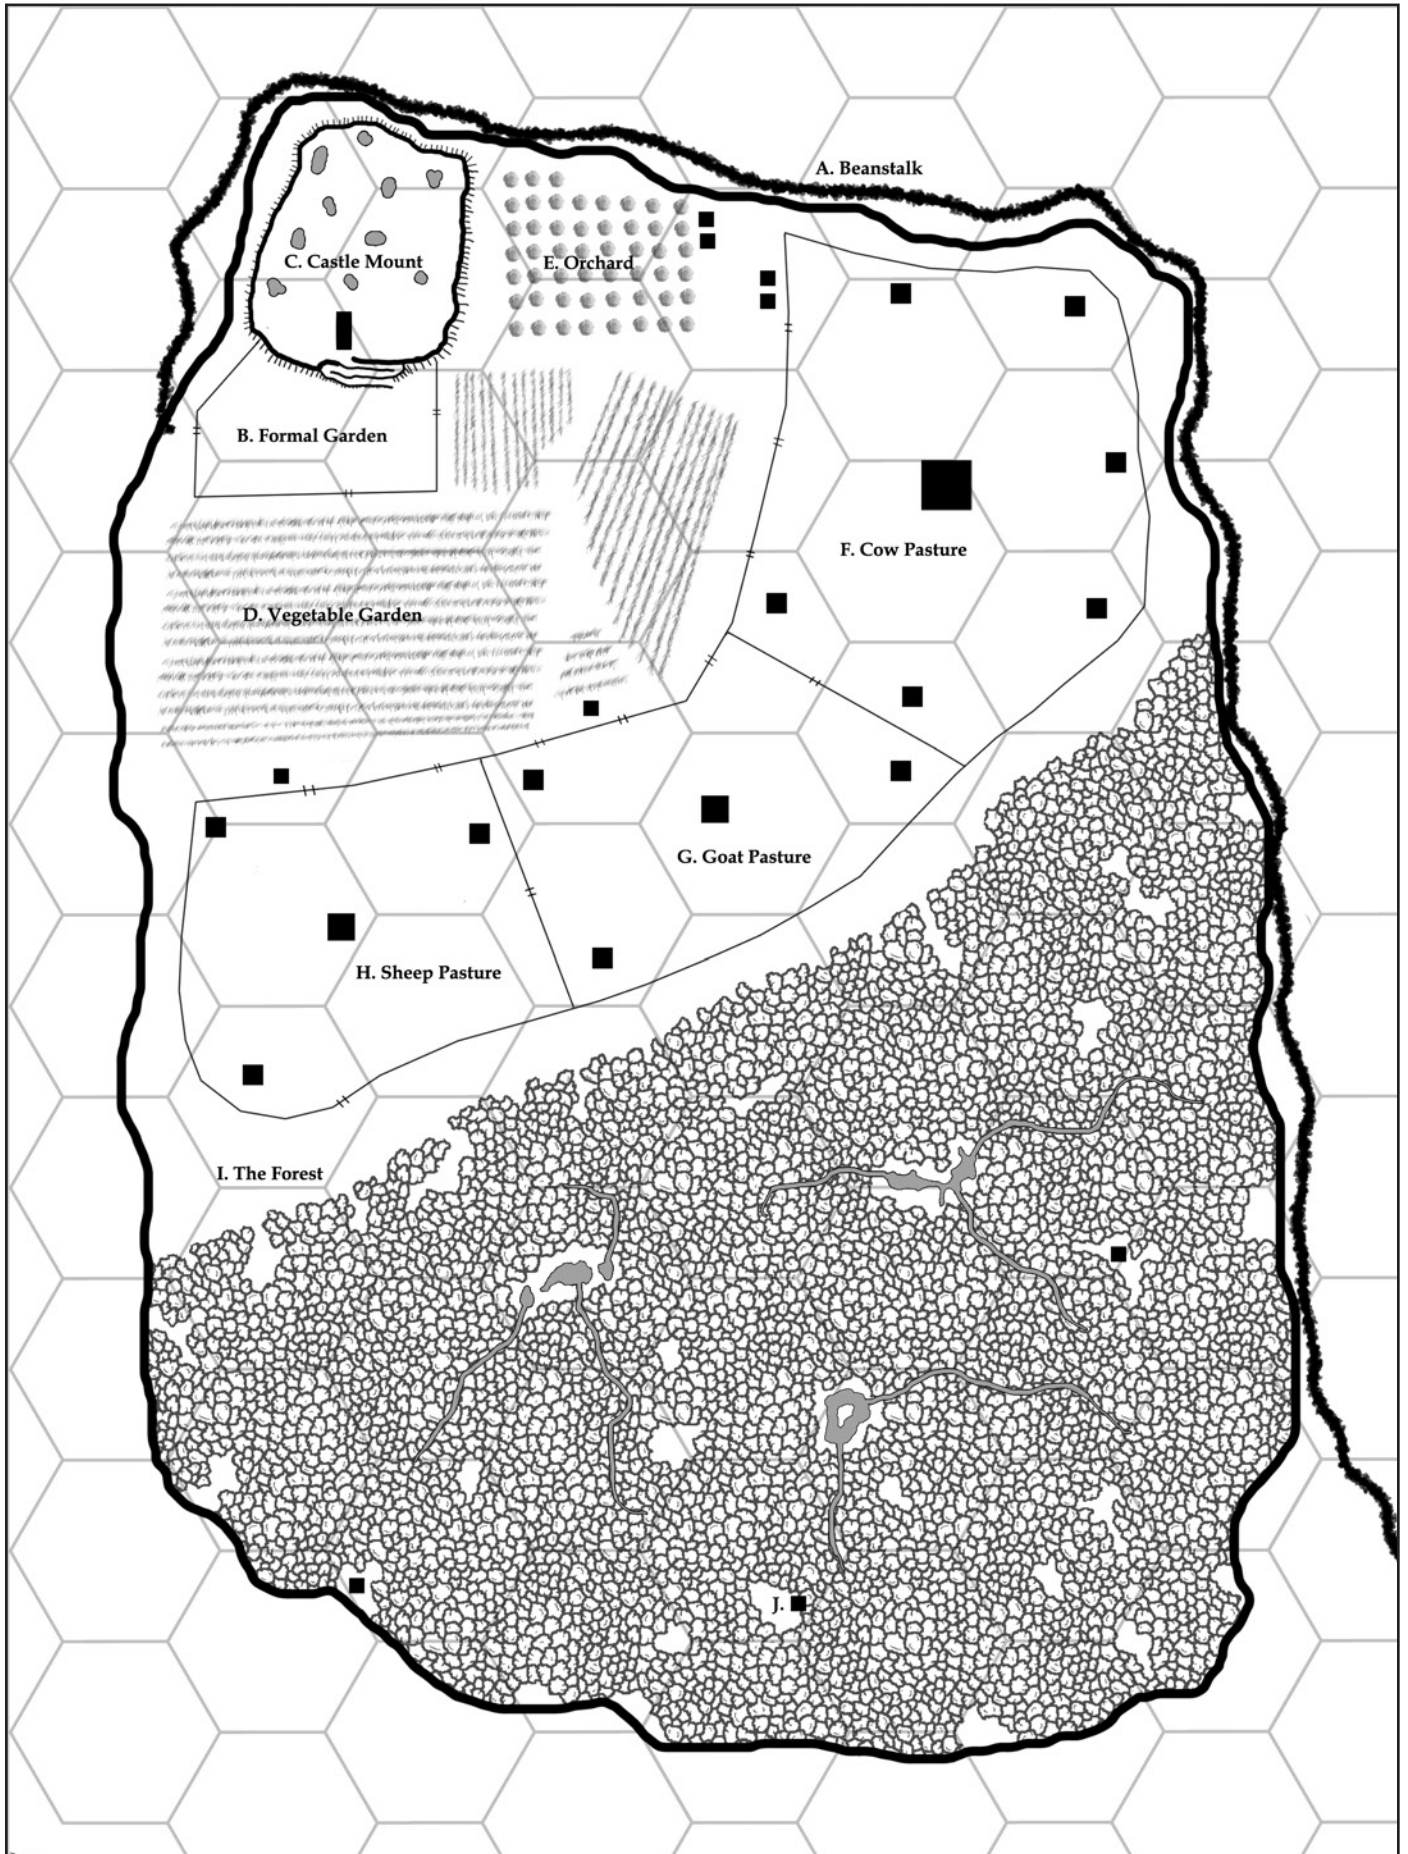 A. Beanstalk
C. Castle Mount
E. Orchard
B. Formal Garden
F. Cow Pasture
D. Vegetable Garden
G. Goat Pasture
H. Sheep Pasture
I. The Forest
J.